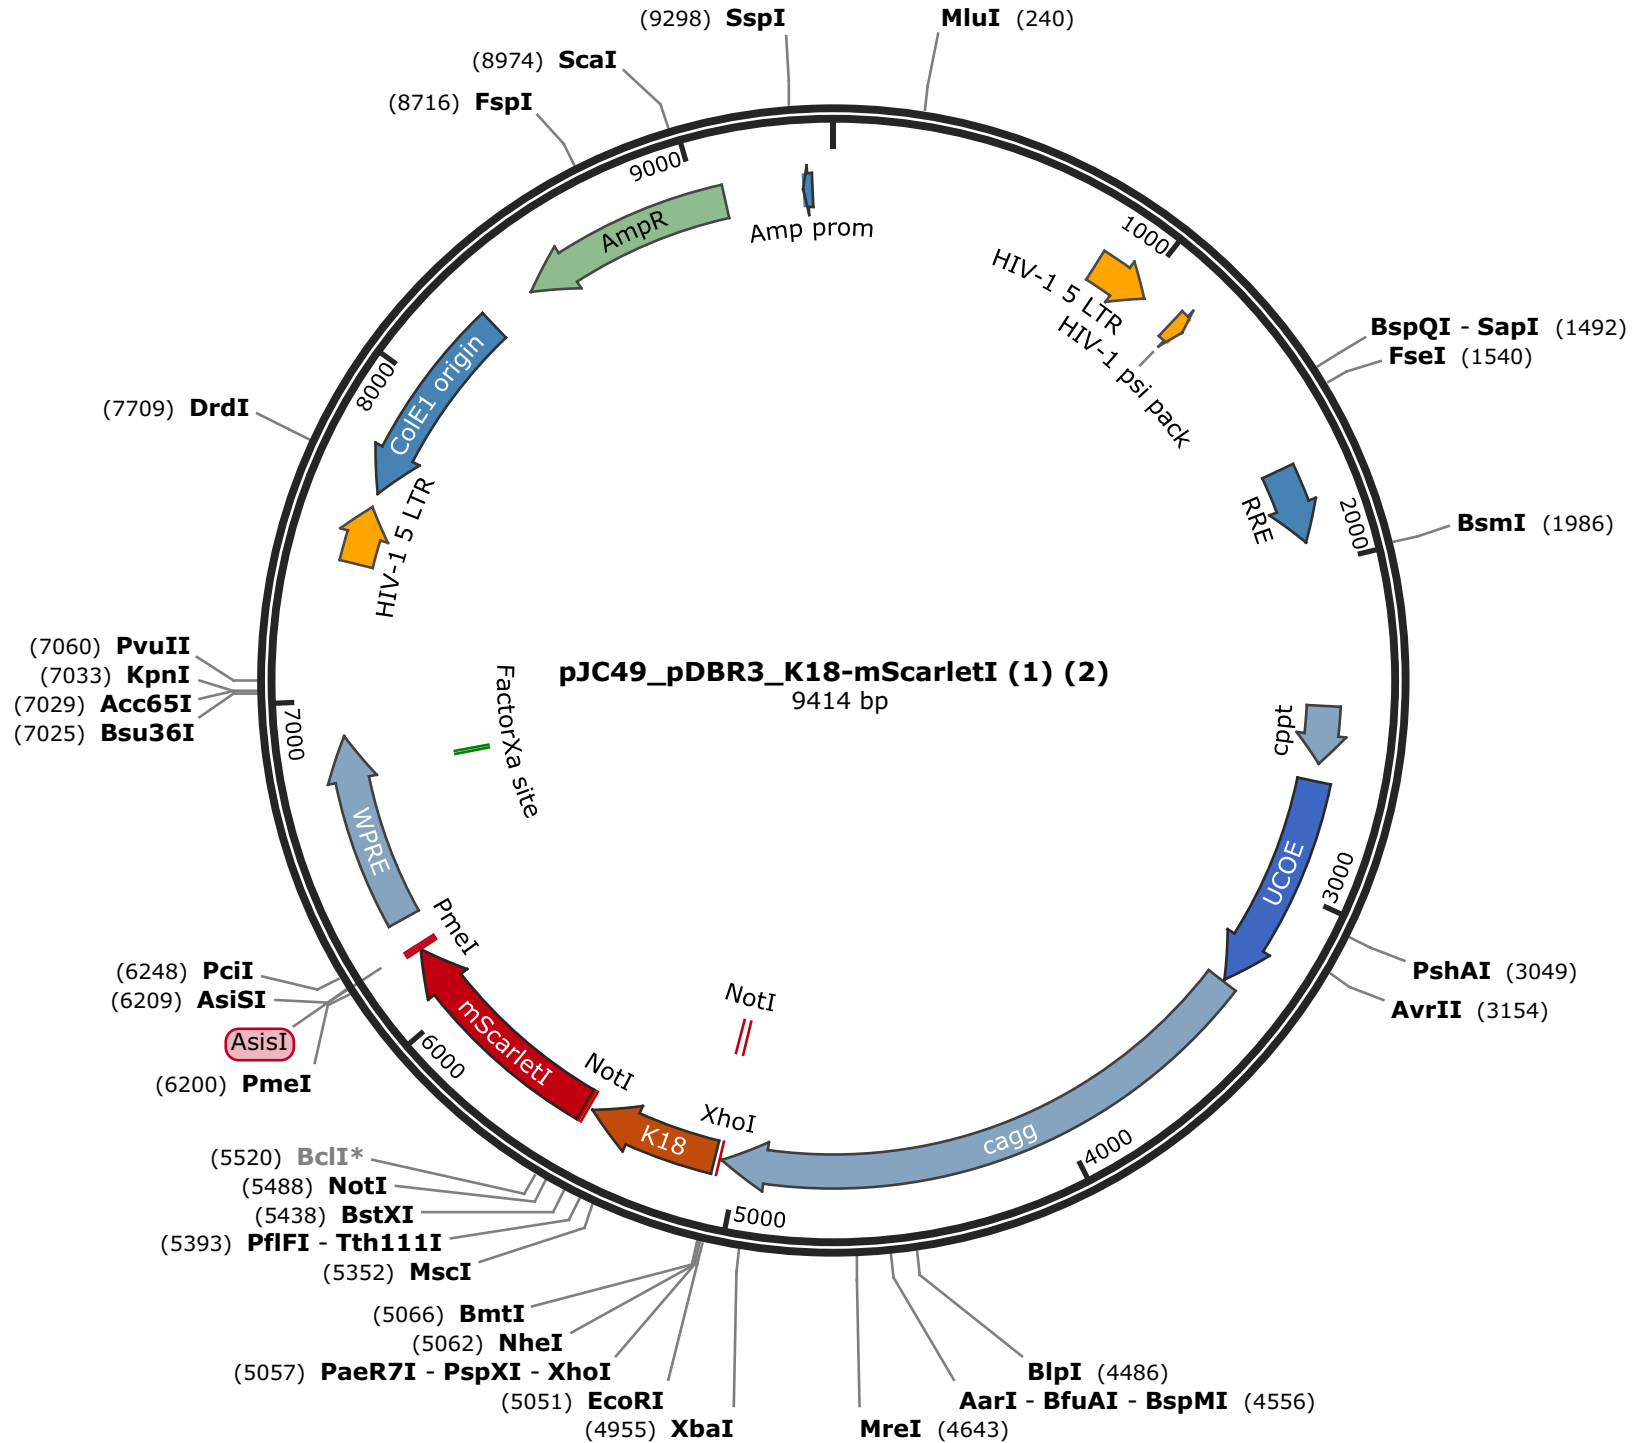 (9298) SspI
MluI (240)
(8974) ScaI
(8716) FspI
9000
AmpR
Amp prom
1000
HIV-1 5 LTR
HIV-1 psi pack
BspQI - SapI (1492)
FseI (1540)
ColE1 origin
8000
(7709) DrdI
HIV-1 5 LTR
RRE
2000
BsmI (1986)
(7060) PvuII
(7033) KpnI
(7029) Acc65I
(7025) Bsu36I
7000
FactorXa site
pJC49_pDBR3_K18-mScarletI (1) (2)
9414 bp
cppt
WPRE
UCOE
3000
PmeI
(6248) PciI
(6209) AsiSI
AsisI
(6200) PmeI
PshAI (3049)
AvrII (3154)
6000
mScarletI
NotI
NotI
XhoI
K18
cagg
4000
5000
(5520) BclI*
(5488) NotI
(5438) BstXI
(5393) PflFI - Tth111I
(5352) MscI
(5066) BmtI
(5062) NheI
(5057) PaeR7I - PspXI - XhoI
(5051) EcoRI
(4955) XbaI
BlpI (4486)
AarI - BfuAI - BspMI (4556)
MreI (4643)